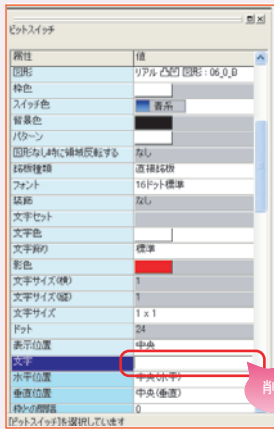 ビットスイッチ
属性 値
図形 リアル 凸凹 図形:06_0_B
枠色
スイッチ色 青系
背景色
パターン
図形なし時に領域反転する なし
銘板種類 直接銘板
フォント 16ドット標準
装飾 なし
文字セット
文字色
文字飾り 標準
影色
文字サイズ(横) 1
文字サイズ(縦) 1
文字サイズ 1 x 1
ドット 24
表示位置 中央
文字
水平位置 中央(水平)
垂直位置 中央(垂直)
枠との間隔 0
[ビットスイッチ]を選択しています
削